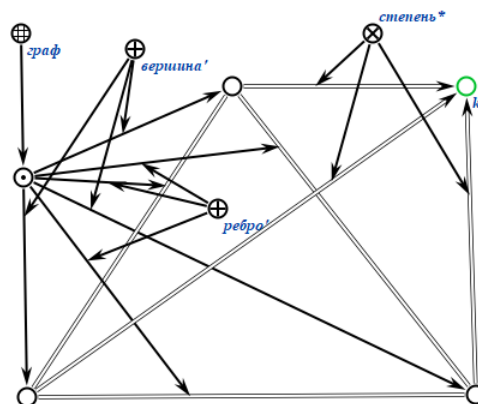 граф
вершина'
степень*
k
ребро'